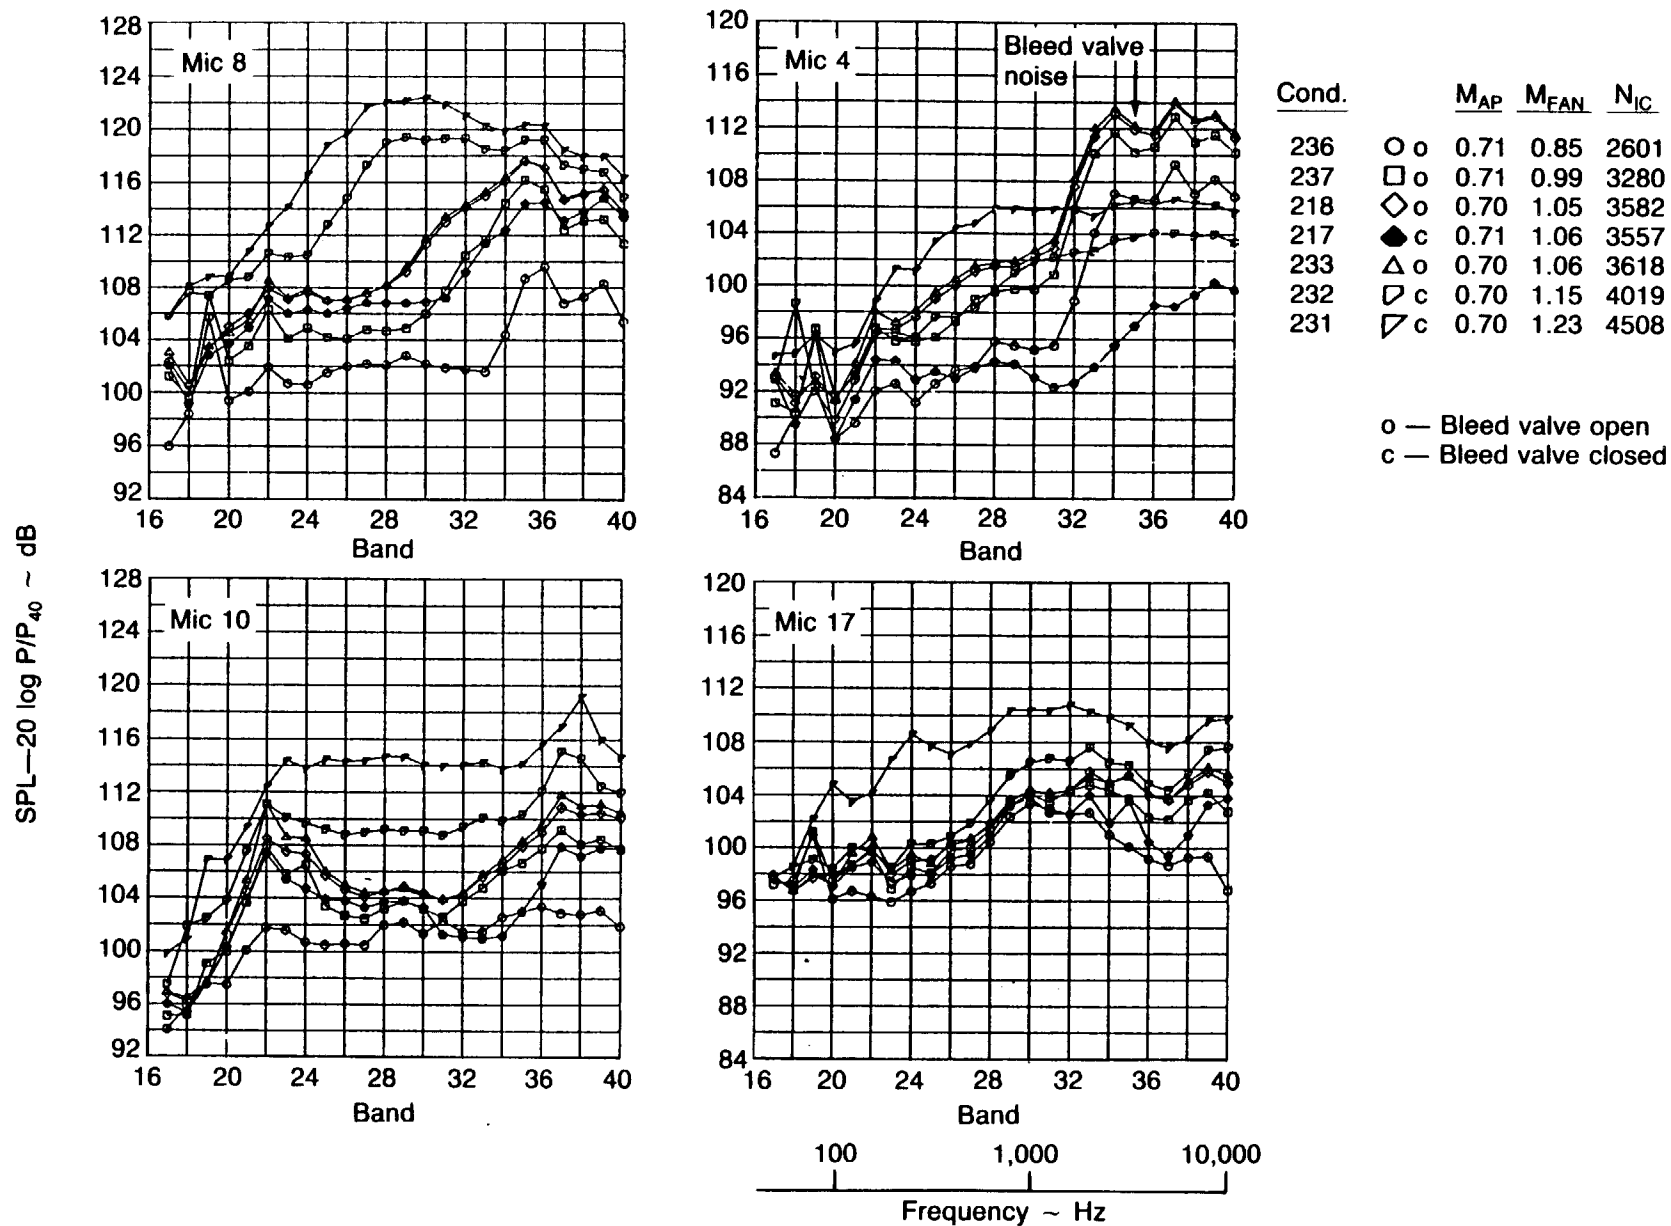 SPL—20 log P/P40 ~ dB
128
124
120
116
112
108
104
100
96
92
Mic 8
16 20 24 28 32 36 40
Band
120
116
112
108
104
100
96
92
88
84
Mic 4
Bleed valve
noise
16 20 24 28 32 36 40
Band
Cond. MAP MFAN NIC
236 o 0.71 0.85 2601
237 o 0.71 0.99 3280
218 o 0.70 1.05 3582
217 c 0.71 1.06 3557
233 o 0.70 1.06 3618
232 c 0.70 1.15 4019
231 c 0.70 1.23 4508
o — Bleed valve open
c — Bleed valve closed
128
124
120
116
112
108
104
100
96
92
Mic 10
16 20 24 28 32 36 40
Band
120
116
112
108
104
100
96
92
88
84
Mic 17
16 20 24 28 32 36 40
Band
100 1,000 10,000
Frequency ~ Hz